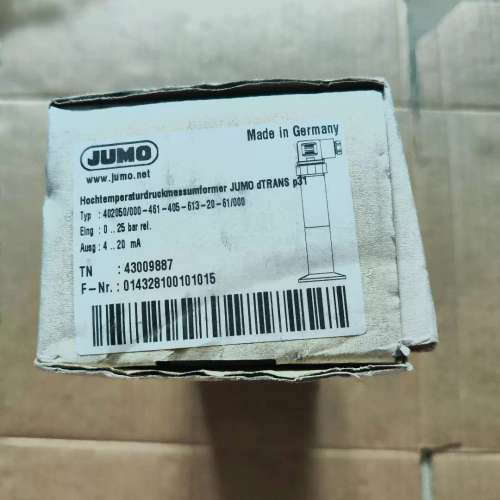 JUMO
Made in Germany
www.jumo.net
Hochtemperaturdruckmessumformer JUMO dTRANS p31
Typ : 402050/000-461-405-613-20-61/000
Eing : 0 .. 25 bar rel.
Ausg : 4 .. 20 mA
TN : 43009887
F-Nr. : 014328100101015